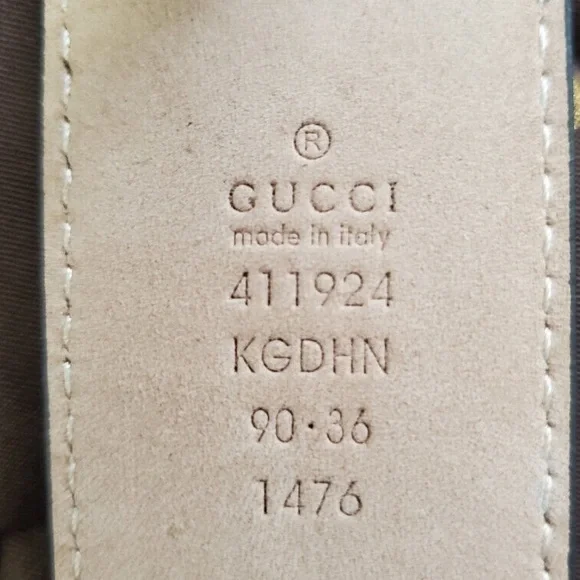 ®
GUCCI
made in italy
411924
KGDHN
90·36
1476